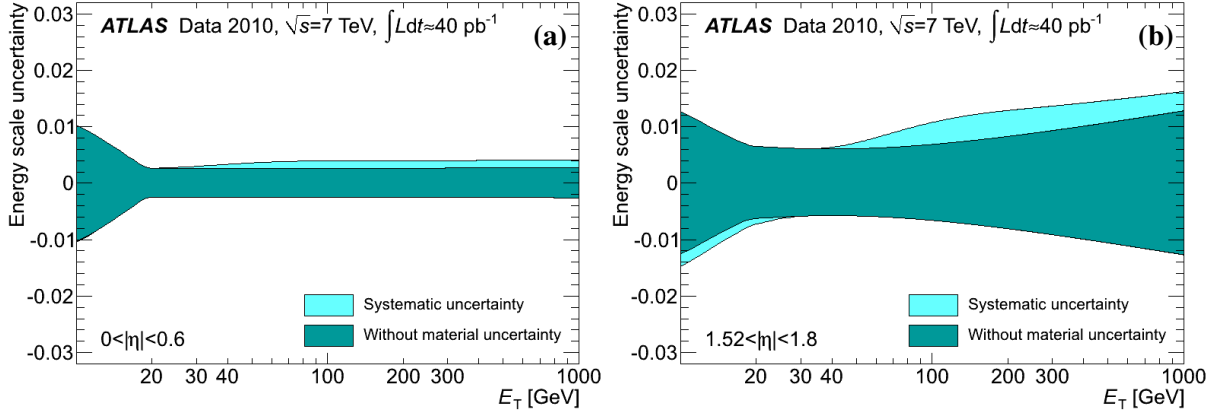 ATLAS Data 2010, √s=7 TeV, ∫Ldt≈40 pb⁻¹ (a)
Energy scale uncertainty
0.03
0.02
0.01
0
-0.01
-0.02
-0.03
Systematic uncertainty
Without material uncertainty
0<|η|<0.6
20 30 40 100 200 300 1000
E_T [GeV]
ATLAS Data 2010, √s=7 TeV, ∫Ldt≈40 pb⁻¹ (b)
Energy scale uncertainty
0.03
0.02
0.01
0
-0.01
-0.02
-0.03
Systematic uncertainty
Without material uncertainty
1.52<|η|<1.8
20 30 40 100 200 300 1000
E_T [GeV]